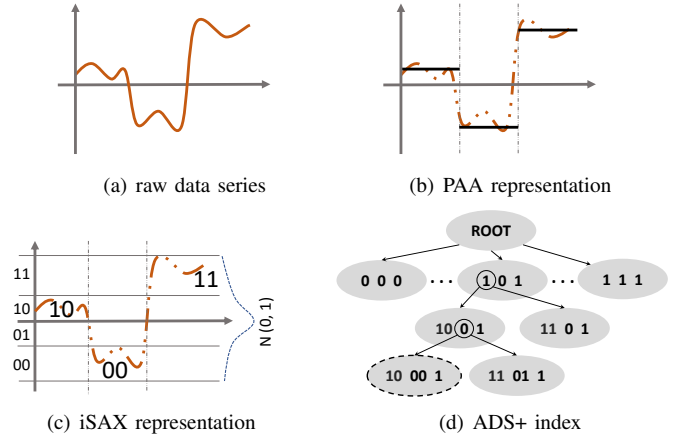 (a) raw data series
(b) PAA representation
11
10
01
00
10
00
11
N (0, 1)
(c) iSAX representation
ROOT
0 0 0 ... 1 0 1 ... 1 1 1
10 0 1
11 0 1
10 00 1
11 01 1
(d) ADS+ index